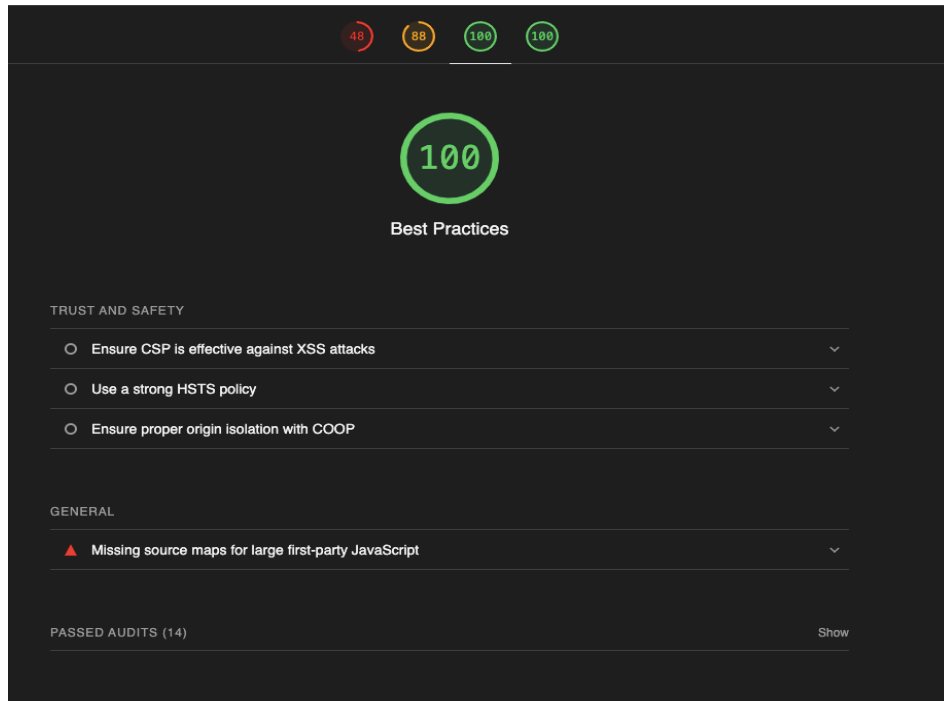 48 88 100 100
100
Best Practices
TRUST AND SAFETY
Ensure CSP is effective against XSS attacks
Use a strong HSTS policy
Ensure proper origin isolation with COOP
GENERAL
Missing source maps for large first-party JavaScript
PASSED AUDITS (14) Show